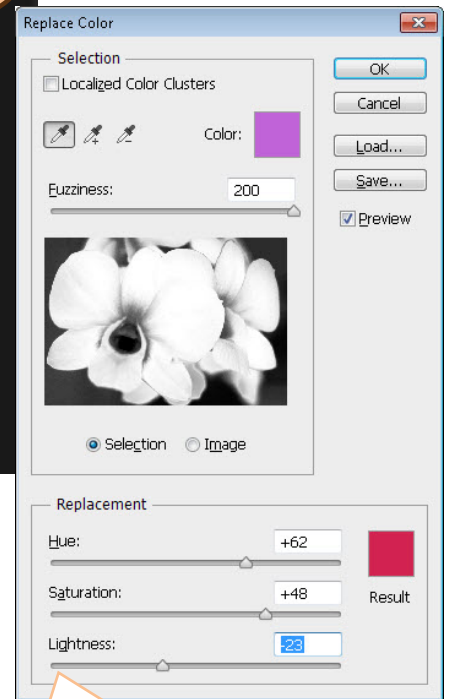 Replace Color
Selection
Localized Color Clusters
Color:
Fuzziness: 200
Selection Image
OK
Cancel
Load...
Save...
Preview
Replacement
Hue: +62
Saturation: +48
Result
Lightness: -23